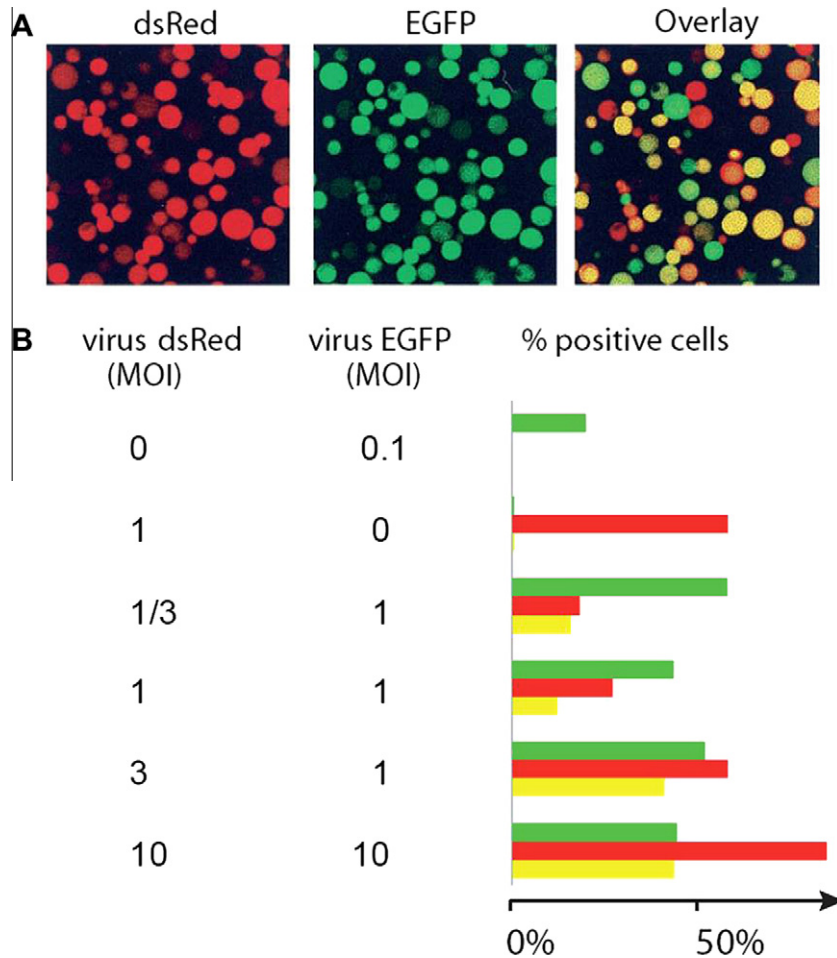 A
dsRed EGFP Overlay
B
virus dsRed virus EGFP % positive cells
(MOI) (MOI)
0 0.1
1 0
1/3 1
1 1
3 1
10 10
0% 50%